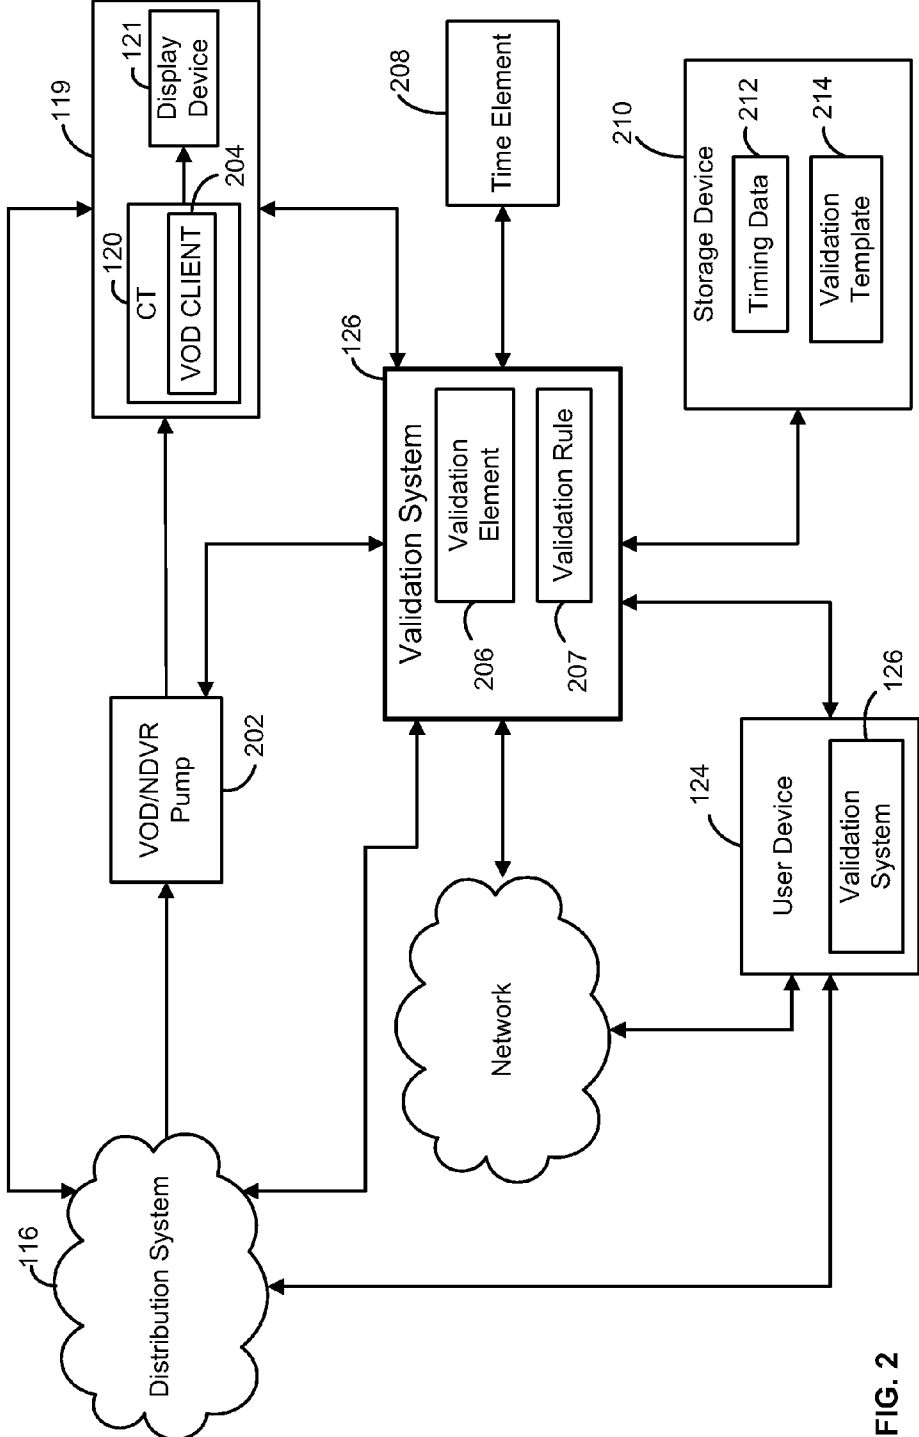 116
Distribution System
VOD/NDVR
Pump
202
119
120
CT
VOD CLIENT
204
121
Display
Device
126
Validation System
Validation
Element
206
Validation Rule
207
208
Time Element
Network
210
Storage Device
Timing Data
212
Validation
Template
214
124
User Device
Validation
System
126
FIG. 2